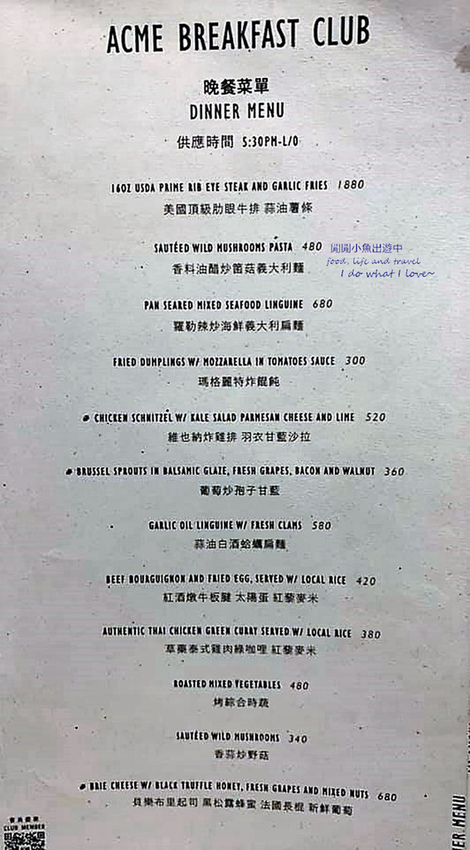 ACME BREAKFAST CLUB
晚餐菜單
DINNER MENU
供應時間 5:30PM-L/O
16OZ USDA PRIME RIB EYE STEAK AND GARLIC FRIES 1880
美國頂級肋眼牛排 蒜油薯條
SAUTÉED WILD MUSHROOMS PASTA 480
開開小魚出遊中
food, life and travel
I do what I love~
香料油醋炒菌菇義大利麵
PAN SEARED MIXED SEAFOOD LINGUINE 680
羅勒辣炒海鮮義大利扁麵
FRIED DUMPLINGS W/ MOZZARELLA IN TOMATOES SAUCE 300
瑪格麗特炸餛飩
CHICKEN SCHNITZEL W/ KALE SALAD PARMESAN CHEESE AND LIME 520
維也納炸雞排 羽衣甘藍沙拉
BRUSSEL SPROUTS IN BALSAMIC GLAZE, FRESH GRAPES, BACON AND WALNUT 360
葡萄炒孢子甘藍
GARLIC OIL LINGUINE W/ FRESH CLAMS 580
蒜油白酒蛤蠣扁麵
BEEF BOURGUIGNON AND FRIED EGG, SERVED W/ LOCAL RICE 420
紅酒燉牛板腱 太陽蛋 紅藜麥米
AUTHENTIC THAI CHICKEN GREEN CURRY SERVED W/ LOCAL RICE 380
草藥泰式雞肉綠咖哩 紅藜麥米
ROASTED MIXED VEGETABLES 480
烤綜合時蔬
SAUTÉED WILD MUSHROOMS 340
香蒜炒野菇
BRIE CHEESE W/ BLACK TRUFFLE HONEY, FRESH GRAPES AND MIXED NUTS 680
貝樂布里起司 黑松露蜂蜜 法國長棍 新鮮葡萄
CLUB MEMBER
MENU